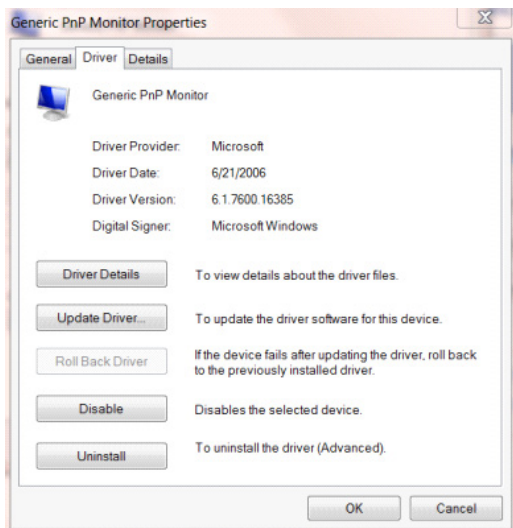 Generic PnP Monitor Properties
General Driver Details
Generic PnP Monitor
Driver Provider: Microsoft
Driver Date: 6/21/2006
Driver Version: 6.1.7600.16385
Digital Signer: Microsoft Windows
Driver Details To view details about the driver files.
Update Driver... To update the driver software for this device.
Roll Back Driver If the device fails after updating the driver, roll back
to the previously installed driver.
Disable Disables the selected device.
Uninstall To uninstall the driver (Advanced).
OK Cancel